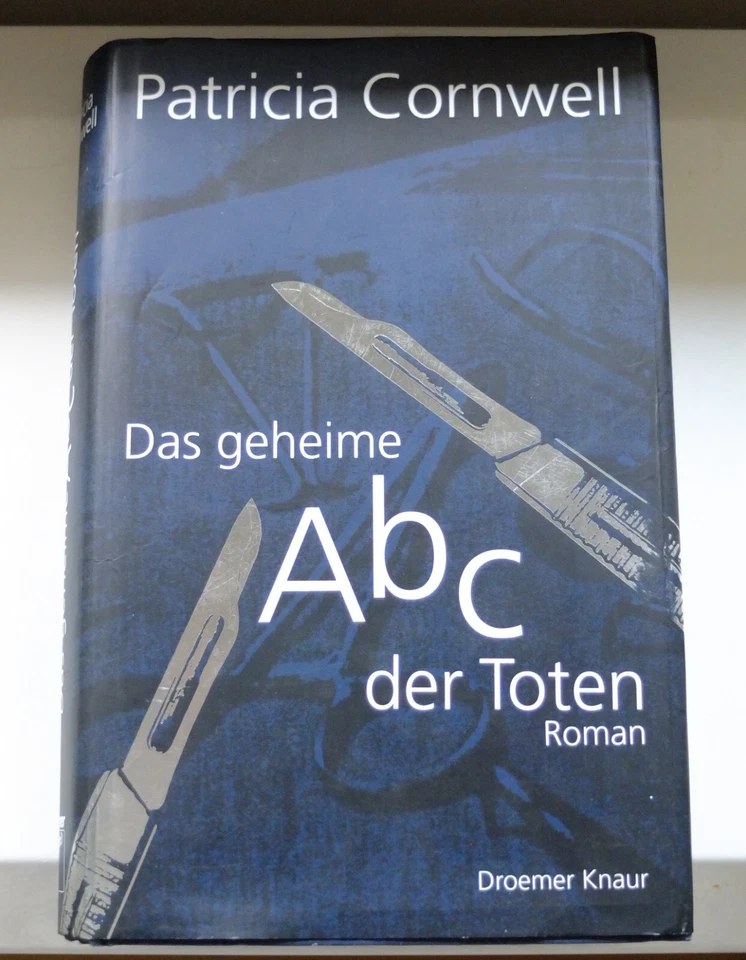 Patricia Cornwell
Das geheime
Abc
der Toten
Roman
Droemer Knaur